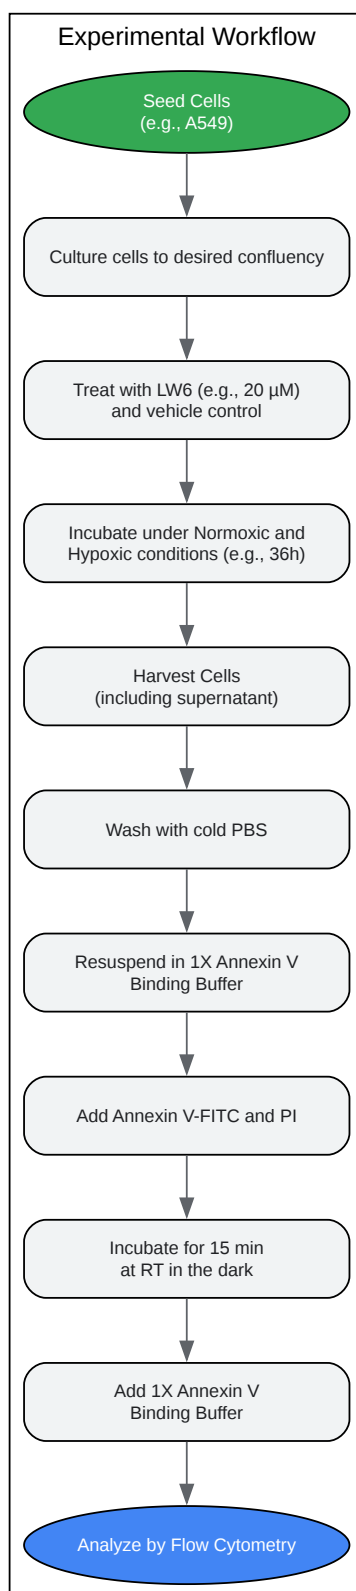 Experimental Workflow
Seed Cells
(e.g., A549)
Culture cells to desired confluency
Treat with LW6 (e.g., 20 µM)
and vehicle control
Incubate under Normoxic and
Hypoxic conditions (e.g., 36h)
Harvest Cells
(including supernatant)
Wash with cold PBS
Resuspend in 1X Annexin V
Binding Buffer
Add Annexin V-FITC and PI
Incubate for 15 min
at RT in the dark
Add 1X Annexin V
Binding Buffer
Analyze by Flow Cytometry